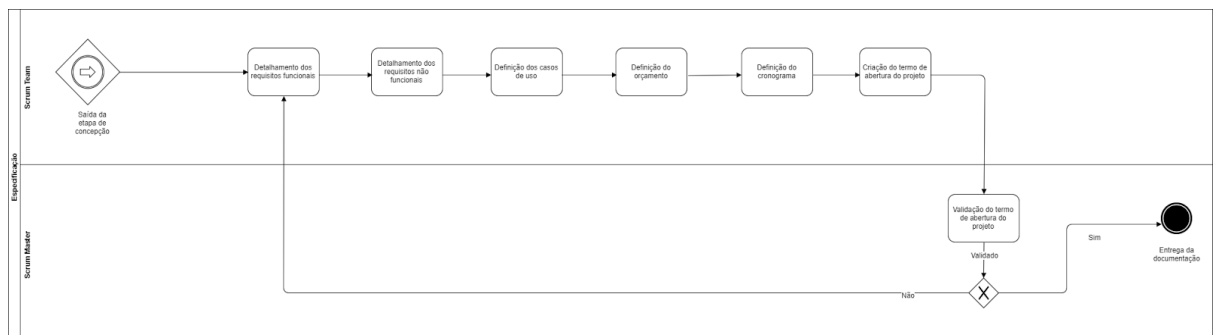 Especificação
Scrum Team
Saída da
etapa de
concepção
Detalhamento dos
requisitos funcionais
Detalhamento dos
requisitos não
funcionais
Definição dos casos
de uso
Definição do
orçamento
Definição do
cronograma
Criação do termo de
abertura do projeto
Scrum Master
Validação do termo
de abertura do
projeto
Validado
Não
Sim
Entrega da
documentação